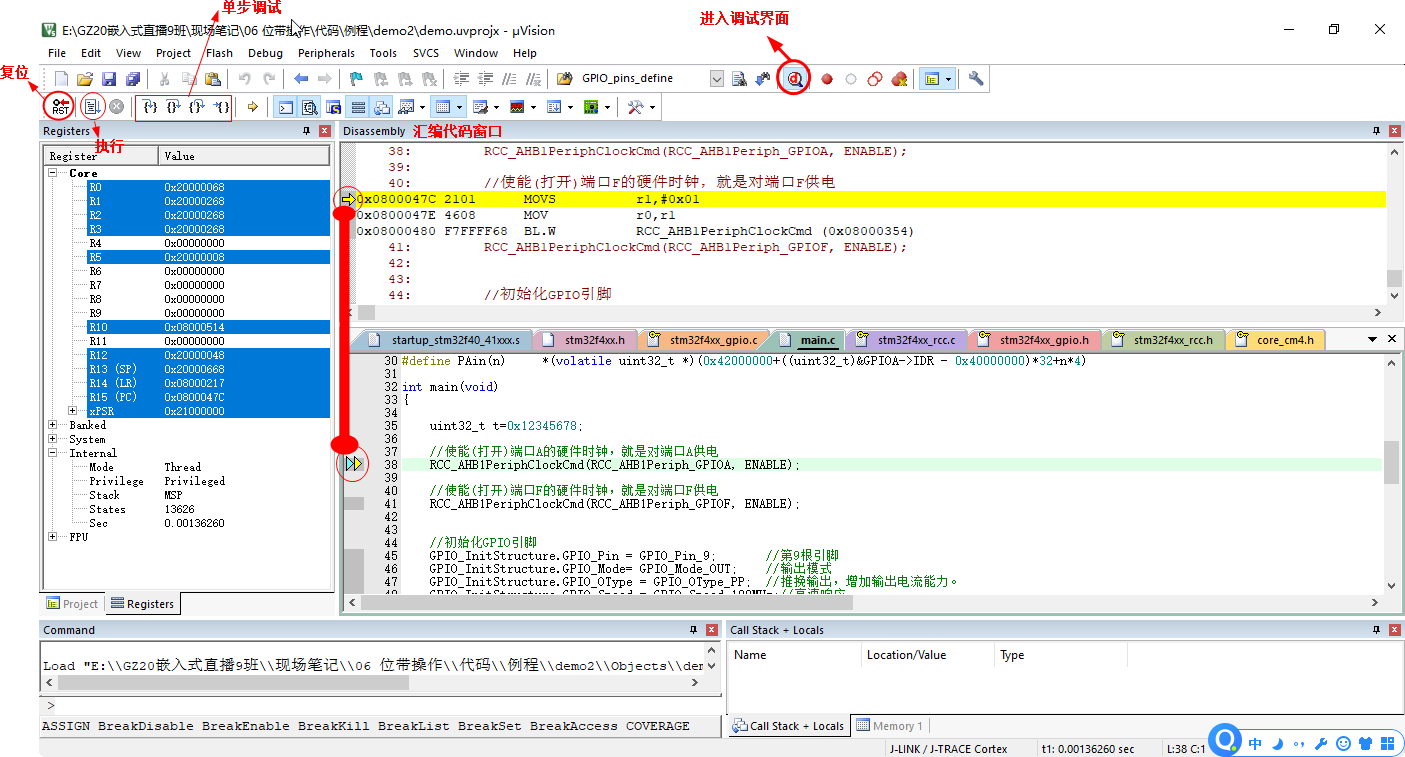 单步调试
E:\GZ20嵌入式直播9班\现场笔记\06 位带操作\代码\例程\demo2\demo.uvprojx - µVision
进入调试界面
File Edit View Project Flash Debug Peripherals Tools SVCS Window Help
复位
GPIO_pins_define
RST
执行
Registers
Disassembly 汇编代码窗口
Register Value
Core
R0 0x20000068
R1 0x20000268
R2 0x20000268
R3 0x20000268
R4 0x00000000
R5 0x20000008
R6 0x00000000
R7 0x00000000
R8 0x00000000
R9 0x00000000
R10 0x08000514
R11 0x00000000
R12 0x20000048
R13 (SP) 0x20000668
R14 (LR) 0x08000217
R15 (PC) 0x0800047C
xPSR 0x21000000
Banked
System
Internal
Mode Thread
Privilege Privileged
Stack MSP
States 13626
Sec 0.00136260
FPU
Project Registers
38: RCC_AHB1PeriphClockCmd(RCC_AHB1Periph_GPIOA, ENABLE);
39:
40: //使能(打开)端口F的硬件时钟，就是对端口F供电
0x0800047C 2101 MOVS r1,#0x01
0x0800047E 4608 MOV r0,r1
0x08000480 F7FFFF68 BL.W RCC_AHB1PeriphClockCmd (0x08000354)
41: RCC_AHB1PeriphClockCmd(RCC_AHB1Periph_GPIOF, ENABLE);
42:
43:
44: //初始化GPIO引脚
startup_stm32f40_41xxx.s stm32f4xx.h stm32f4xx_gpio.c main.c stm32f4xx_rcc.c stm32f4xx_gpio.h stm32f4xx_rcc.h core_cm4.h
30 #define PAin(n) *(volatile uint32_t *)(0x42000000+((uint32_t)&GPIOA->IDR - 0x40000000)*32+n*4)
31
32 int main(void)
33 {
34
35 uint32_t t=0x12345678;
36
37 //使能(打开)端口A的硬件时钟，就是对端口A供电
38 RCC_AHB1PeriphClockCmd(RCC_AHB1Periph_GPIOA, ENABLE);
39
40 //使能(打开)端口F的硬件时钟，就是对端口F供电
41 RCC_AHB1PeriphClockCmd(RCC_AHB1Periph_GPIOF, ENABLE);
42
43
44 //初始化GPIO引脚
45 GPIO_InitStructure.GPIO_Pin = GPIO_Pin_9; //第9根引脚
46 GPIO_InitStructure.GPIO_Mode= GPIO_Mode_OUT; //输出模式
47 GPIO_InitStructure.GPIO_OType = GPIO_OType_PP; //推挽输出，增加输出电流能力。
48 GPIO_InitStructure.GPIO_Speed = GPIO_Speed_100MHz;//高速响应
Command
Load "E:\\GZ20嵌入式直播9班\\现场笔记\\06 位带操作\\代码\\例程\\demo2\\Objects\\dem
>
ASSIGN BreakDisable BreakEnable BreakKill BreakList BreakSet BreakAccess COVERAGE
Call Stack + Locals
Name Location/Value Type
Call Stack + Locals Memory 1
J-LINK / J-TRACE Cortex t1: 0.00136260 sec L:38 C:1
中